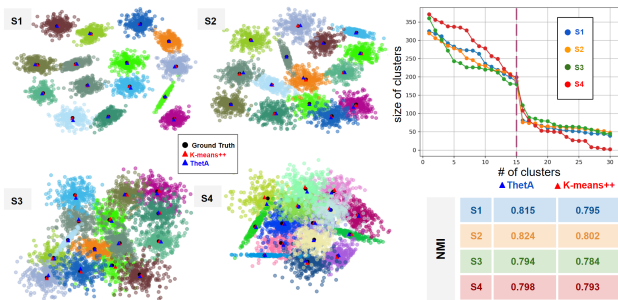 S1
S2
Ground Truth
K-means++
ThetA
S3
S4
size of clusters
350
300
250
200
150
100
50
0
0 5 10 15 20 25 30
# of clusters
S1
S2
S3
S4
ThetA K-means++
NMI
S1 0.815 0.795
S2 0.824 0.802
S3 0.794 0.784
S4 0.798 0.793